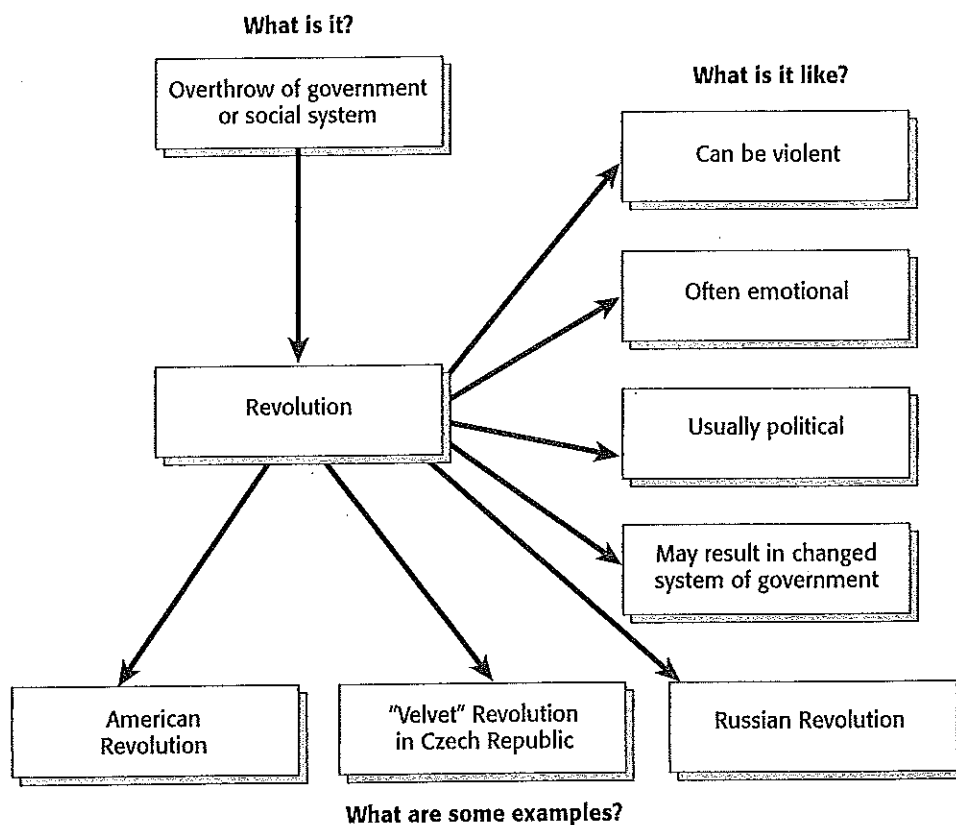 What is it?
Overthrow of government
or social system
What is it like?
Can be violent
Often emotional
Revolution
Usually political
May result in changed
system of government
American
Revolution
"Velvet" Revolution
in Czech Republic
Russian Revolution
What are some examples?